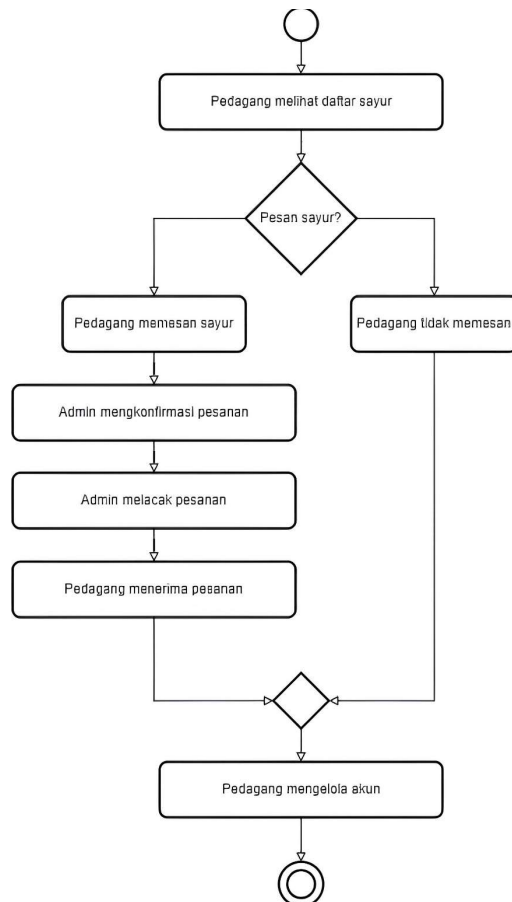 Pedagang melihat daftar sayur
Pesan sayur?
Pedagang memesan sayur
Pedagang tidak memesan
Admin mengkonfirmasi pesanan
Admin melacak pesanan
Pedagang menerima pesanan
Pedagang mengelola akun